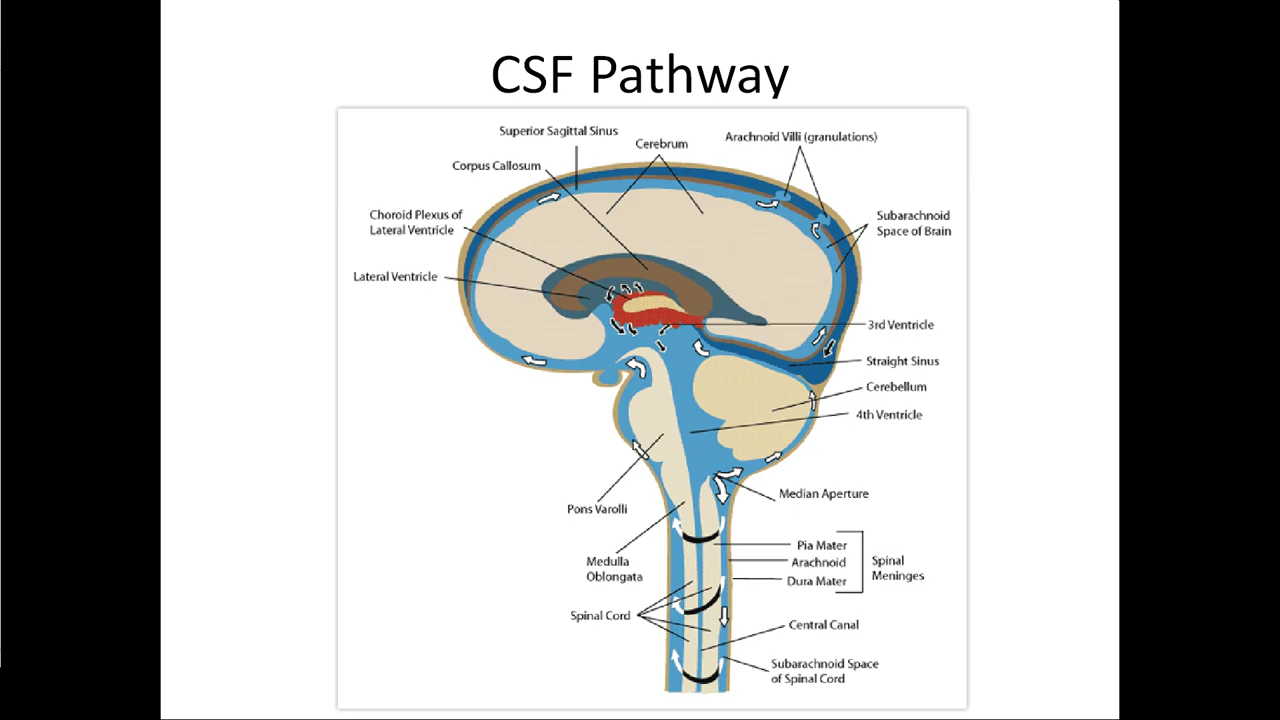 CSF Pathway
Superior Sagittal Sinus
Cerebrum
Arachnoid Villi (granulations)
Corpus Callosum
Choroid Plexus of
Lateral Ventricle
Subarachnoid
Space of Brain
Lateral Ventricle
3rd Ventricle
Straight Sinus
Cerebellum
4th Ventricle
Median Aperture
Pons Varolli
Pia Mater
Arachnoid
Dura Mater
Spinal
Meninges
Medulla
Oblongata
Spinal Cord
Central Canal
Subarachnoid Space
of Spinal Cord